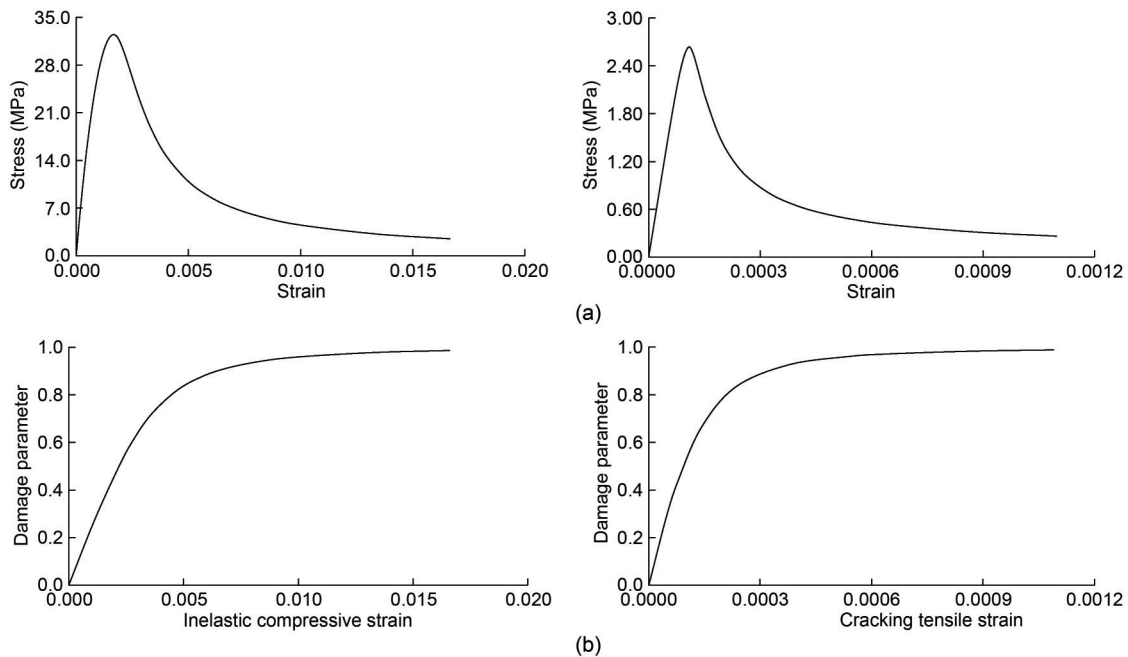 35.0
28.0
21.0
14.0
7.0
0.0
Stress (MPa)
0.000 0.005 0.010 0.015 0.020
Strain
3.00
2.40
1.80
1.20
0.60
0.00
Stress (MPa)
0.0000 0.0003 0.0006 0.0009 0.0012
Strain
(a)
1.0
0.8
0.6
0.4
0.2
0.0
Damage parameter
0.000 0.005 0.010 0.015 0.020
Inelastic compressive strain
1.0
0.8
0.6
0.4
0.2
0.0
Damage parameter
0.0000 0.0003 0.0006 0.0009 0.0012
Cracking tensile strain
(b)